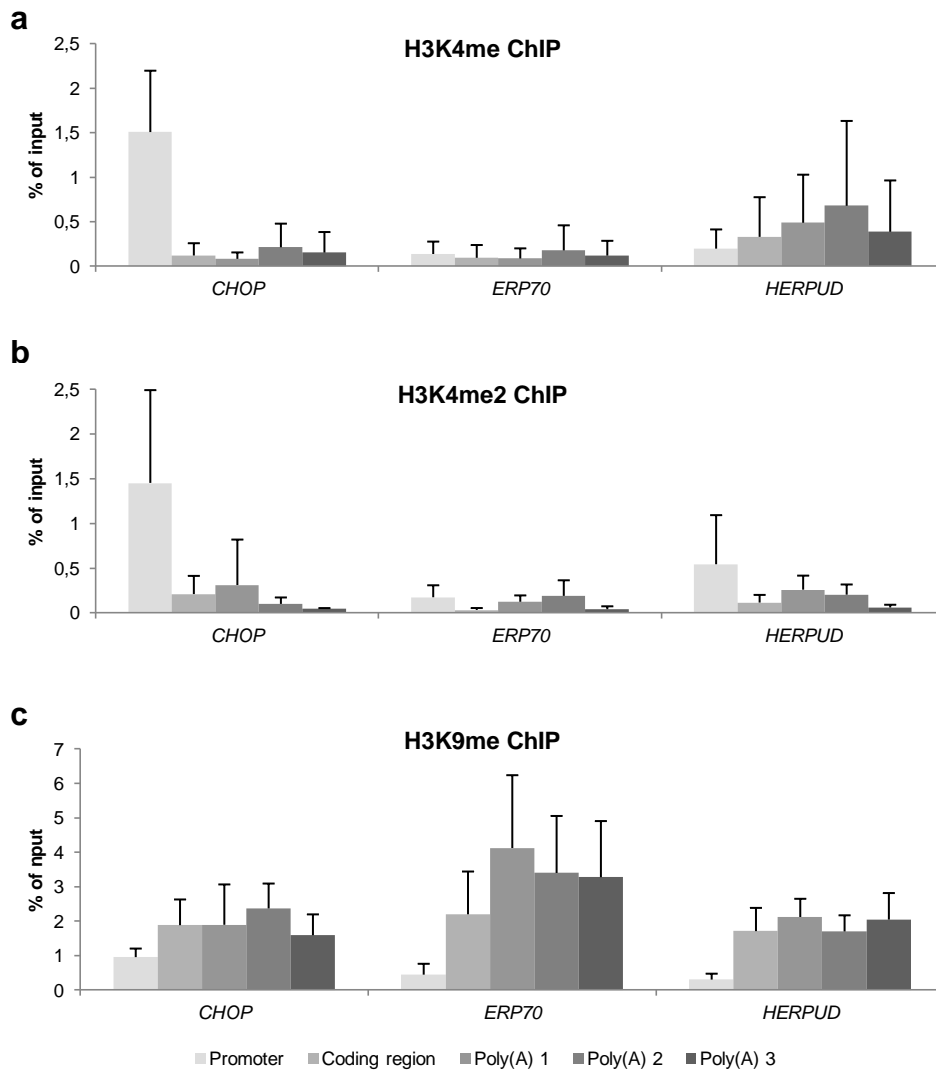 a
H3K4me ChIP
% of input
2,5
2
1,5
1
0,5
0
CHOP ERP70 HERPUD
b
H3K4me2 ChIP
% of input
2,5
2
1,5
1
0,5
0
CHOP ERP70 HERPUD
c
H3K9me ChIP
% of nput
7
6
5
4
3
2
1
0
CHOP ERP70 HERPUD
Promoter Coding region Poly(A) 1 Poly(A) 2 Poly(A) 3